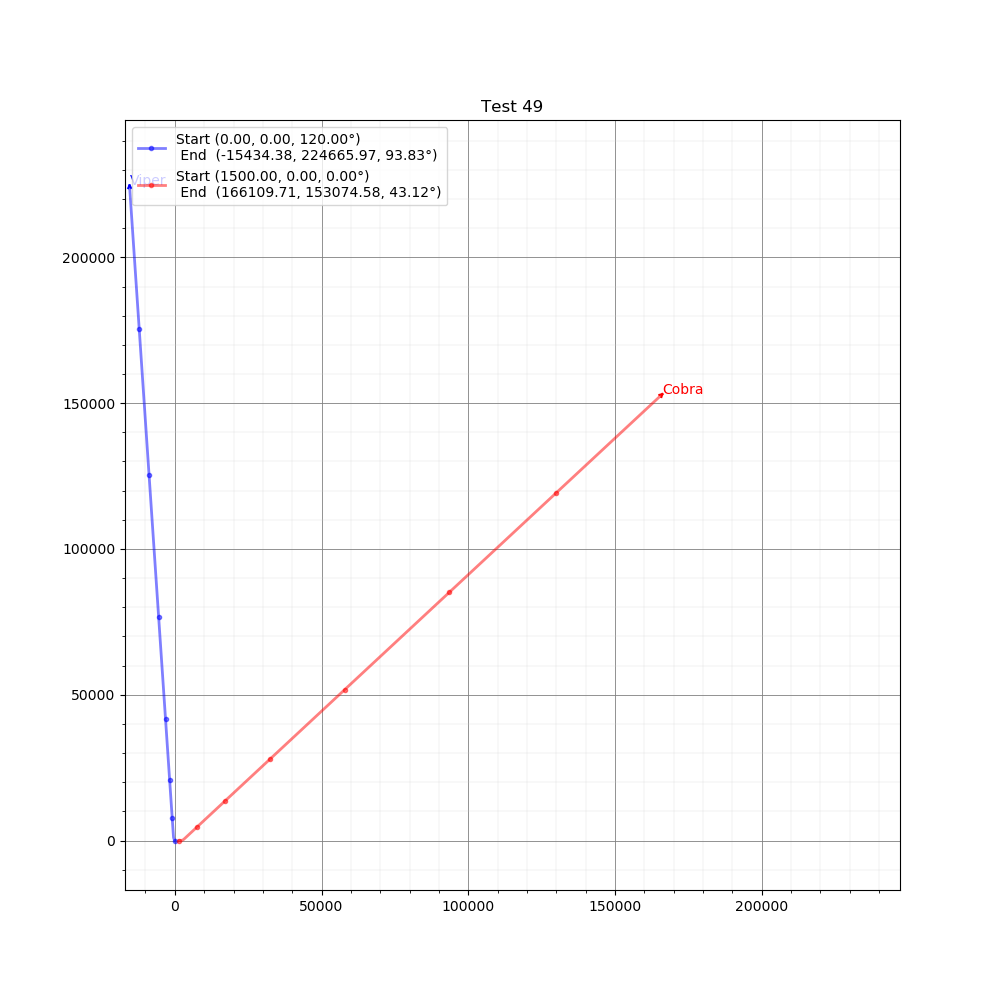 Test 49
Start (0.00, 0.00, 120.00°)
End (-15434.38, 224665.97, 93.83°)
Start (1500.00, 0.00, 0.00°)
End (166109.71, 153074.58, 43.12°)
Viper
Cobra
200000
150000
100000
50000
0
0 50000 100000 150000 200000